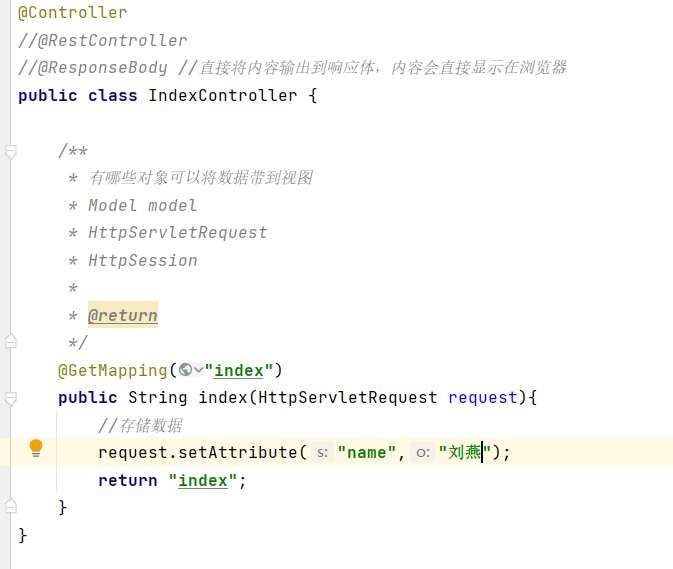 @Controller
//@RestController
//@ResponseBody //直接将内容输出到响应体，内容会直接显示在浏览器
public class IndexController {
/**
* 有哪些对象可以将数据带到视图
* Model model
* HttpServletRequest
* HttpSession
*
* @return
*/
@GetMapping("index")
public String index(HttpServletRequest request){
//存储数据
request.setAttribute( s: "name", o: "刘燕");
return "index";
}
}